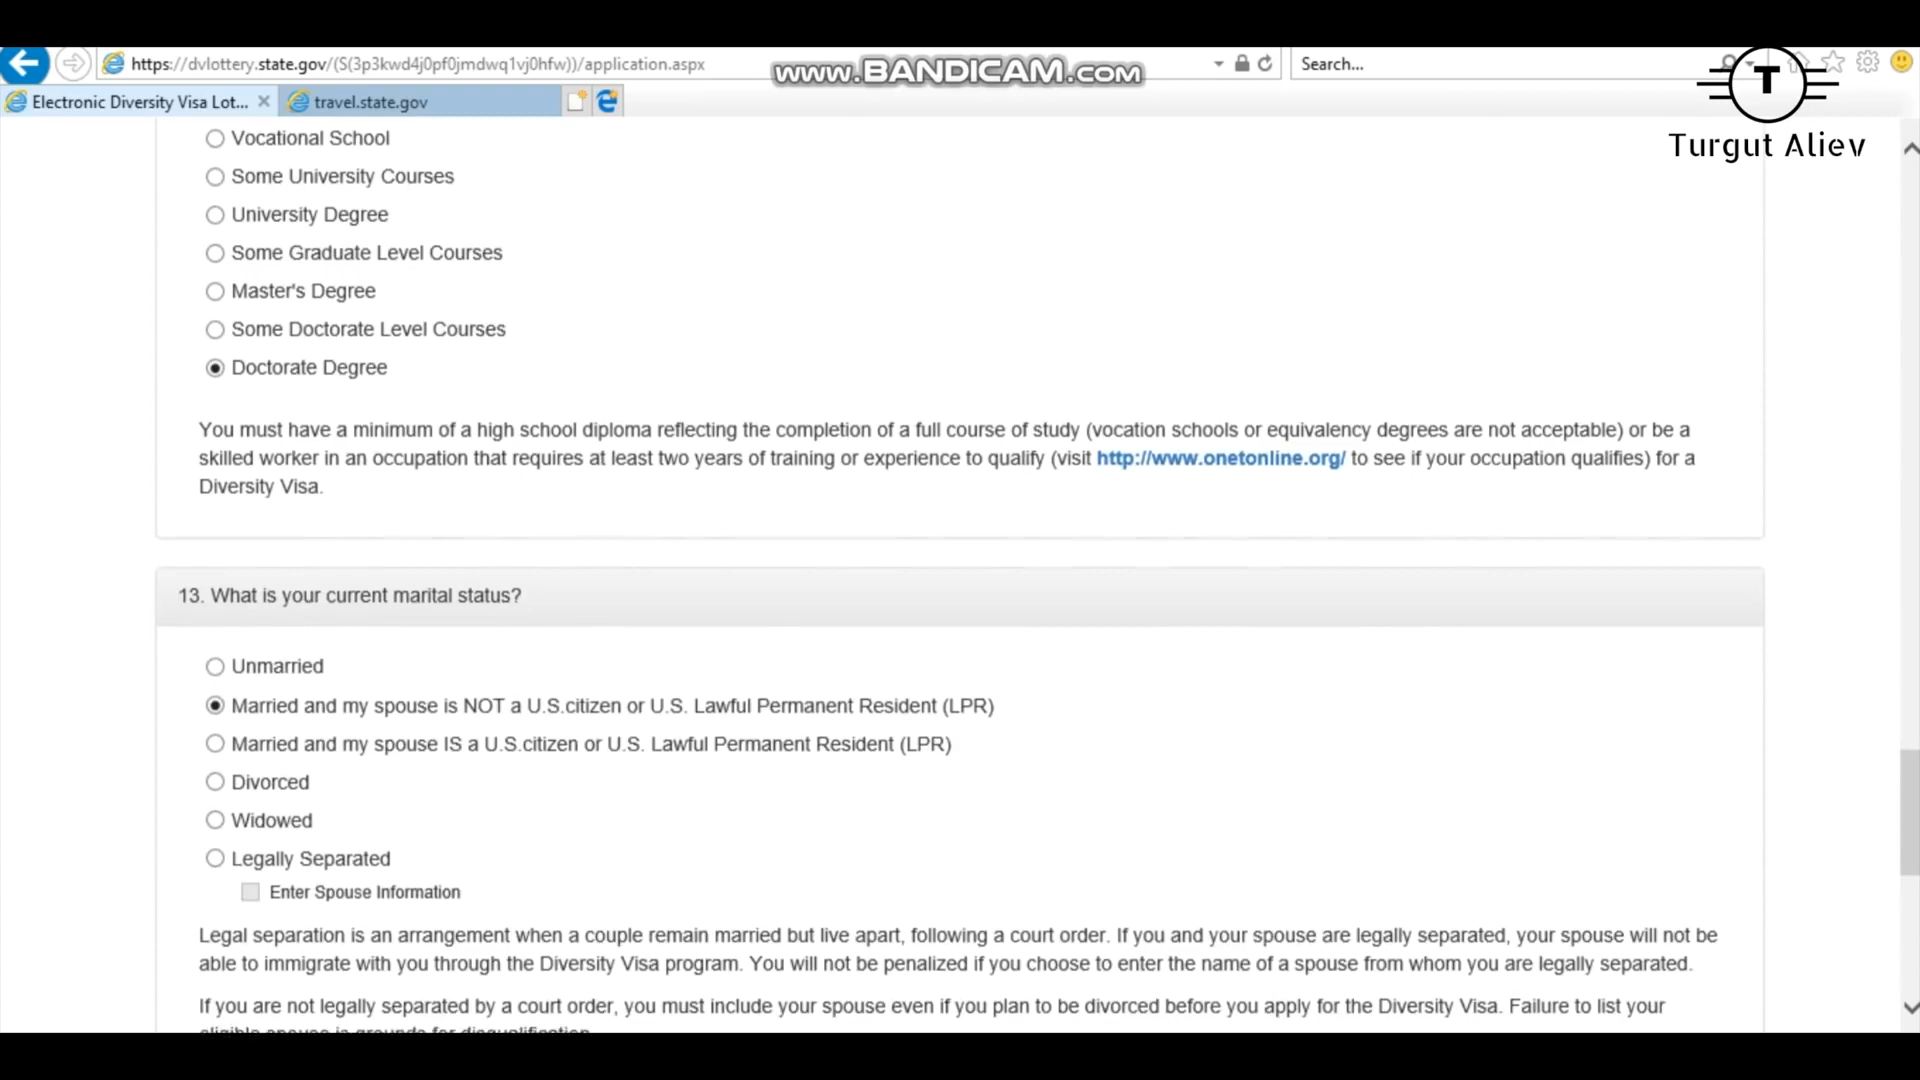 https://dvlottery.state.gov/(S(3p3kwd4j0pf0jmdwq1vj0hfw))/application.aspx
www.BANDICAM.com
Search...
Electronic Diversity Visa Lot...
travel.state.gov
T
Turgut Aliev
Vocational School
Some University Courses
University Degree
Some Graduate Level Courses
Master's Degree
Some Doctorate Level Courses
Doctorate Degree
You must have a minimum of a high school diploma reflecting the completion of a full course of study (vocation schools or equivalency degrees are not acceptable) or be a
skilled worker in an occupation that requires at least two years of training or experience to qualify (visit http://www.onetonline.org/ to see if your occupation qualifies) for a
Diversity Visa.
13. What is your current marital status?
Unmarried
Married and my spouse is NOT a U.S.citizen or U.S. Lawful Permanent Resident (LPR)
Married and my spouse IS a U.S.citizen or U.S. Lawful Permanent Resident (LPR)
Divorced
Widowed
Legally Separated
Enter Spouse Information
Legal separation is an arrangement when a couple remain married but live apart, following a court order. If you and your spouse are legally separated, your spouse will not be
able to immigrate with you through the Diversity Visa program. You will not be penalized if you choose to enter the name of a spouse from whom you are legally separated.
If you are not legally separated by a court order, you must include your spouse even if you plan to be divorced before you apply for the Diversity Visa. Failure to list your
eligible spouse is grounds for disqualification.